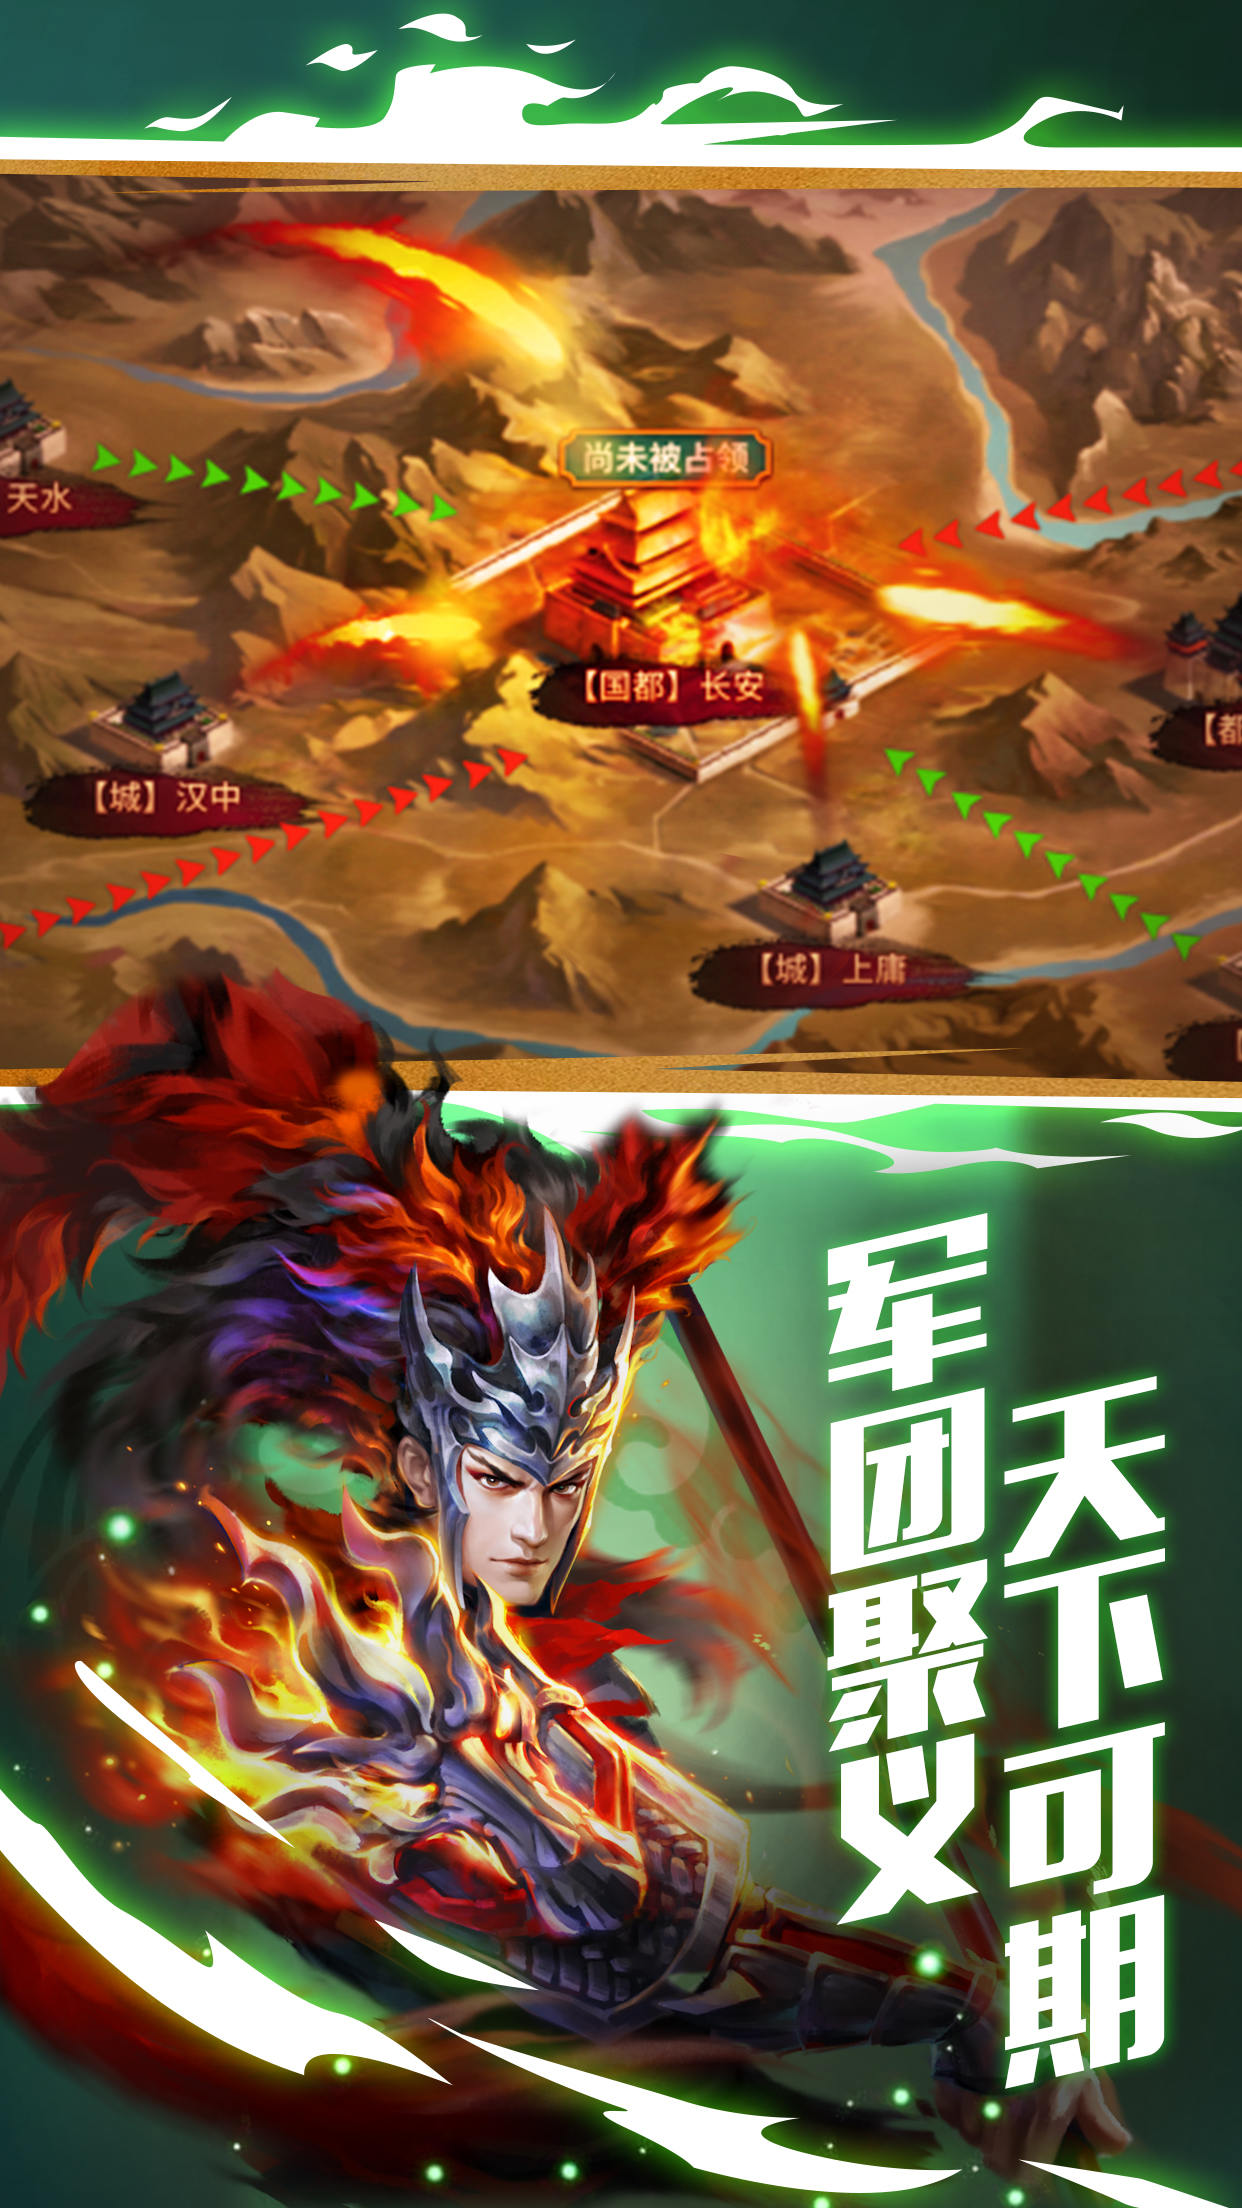 尚未被占领
天水
【国都】长安
【都
【城】汉中
【城】上庸
军团聚义
天下可期